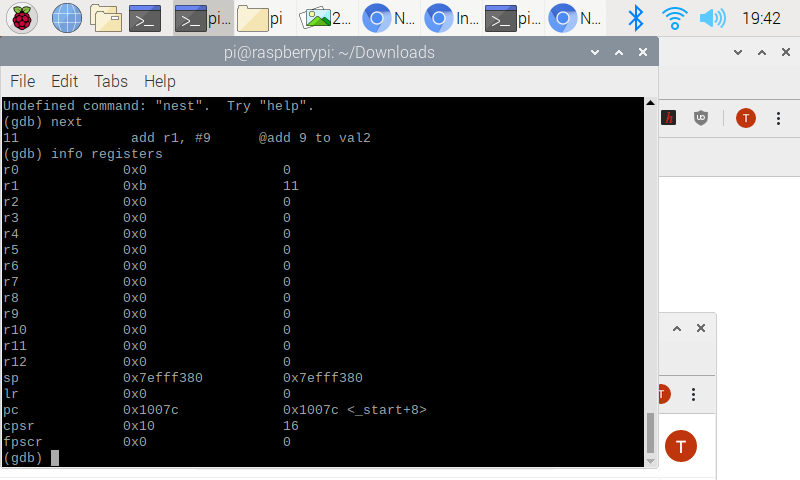 pi... pi 2... N... In... pi... N... 19:42
pi@raspberrypi: ~/Downloads
File Edit Tabs Help
Undefined command: "nest".  Try "help".
(gdb) next
11              add r1, #9      @add 9 to val2
(gdb) info registers
r0             0x0                 0
r1             0xb                 11
r2             0x0                 0
r3             0x0                 0
r4             0x0                 0
r5             0x0                 0
r6             0x0                 0
r7             0x0                 0
r8             0x0                 0
r9             0x0                 0
r10            0x0                 0
r11            0x0                 0
r12            0x0                 0
sp             0x7efff380          0x7efff380
lr             0x0                 0
pc             0x1007c             0x1007c <_start+8>
cpsr           0x10                16
fpscr          0x0                 0
(gdb)
h
T
T
T